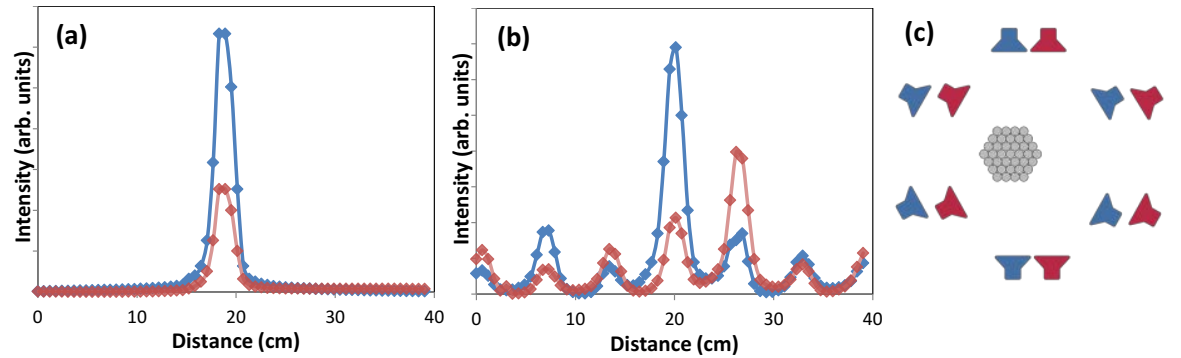 (a)
Intensity (arb. units)
0
20
40
10
30
Distance (cm)
(b)
Intensity (arb. units)
0
10
20
30
40
Distance (cm)
(c)